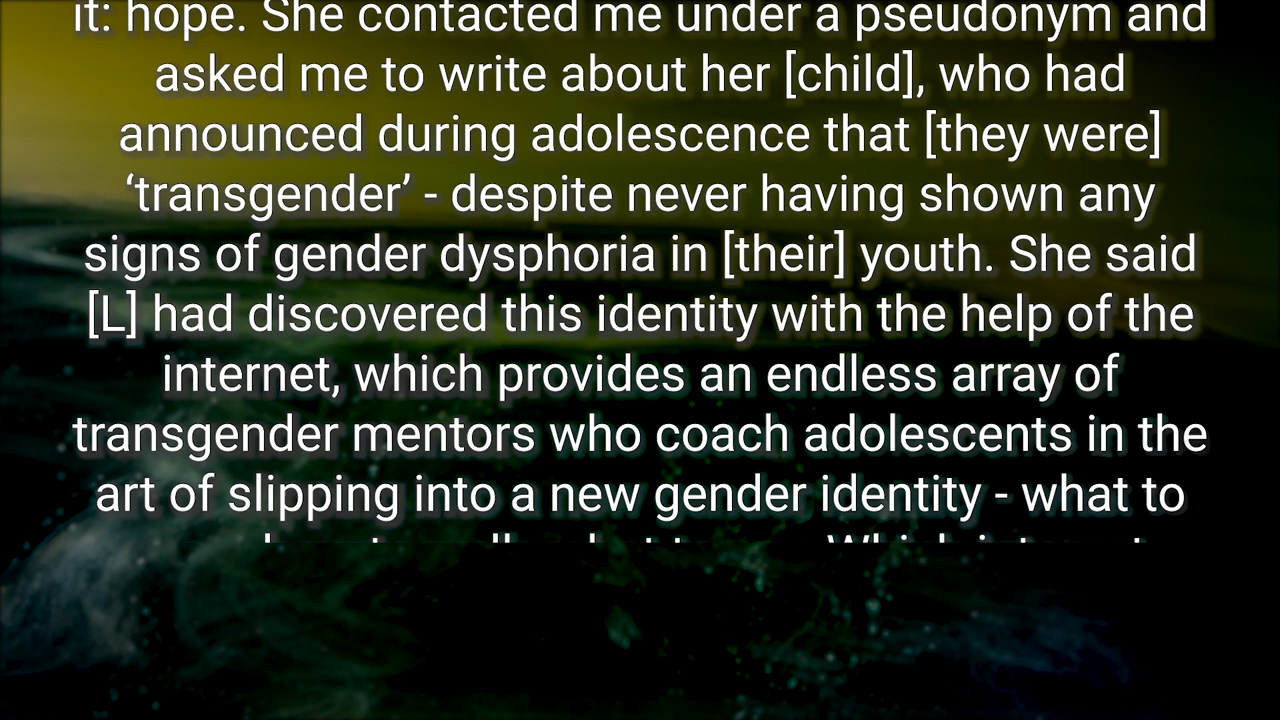 it: hope. She contacted me under a pseudonym and
asked me to write about her [child], who had
announced during adolescence that [they were]
‘transgender’ - despite never having shown any
signs of gender dysphoria in [their] youth. She said
[L] had discovered this identity with the help of the
internet, which provides an endless array of
transgender mentors who coach adolescents in the
art of slipping into a new gender identity - what to